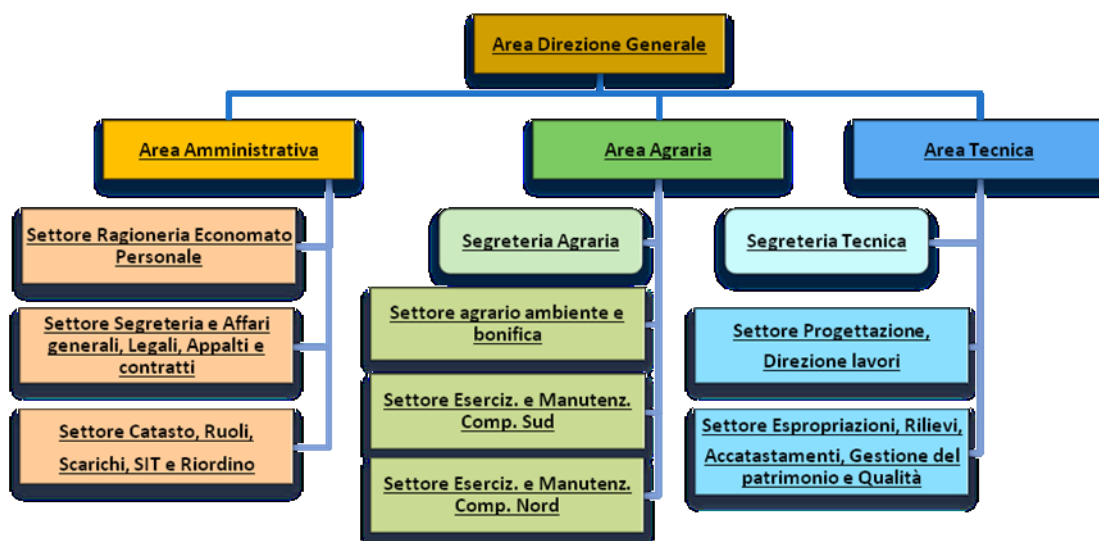 Area Direzione Generale
Area Amministrativa
Area Agraria
Area Tecnica
Settore Ragioneria Economato
Personale
Settore Segreteria e Affari
generali, Legali, Appalti e
contratti
Settore Catasto, Ruoli,
Scarichi, SIT e Riordino
Segreteria Agraria
Settore agrario ambiente e
bonifica
Settore Eserciz. e Manutenz.
Comp. Sud
Settore Eserciz. e Manutenz.
Comp. Nord
Segreteria Tecnica
Settore Progettazione,
Direzione lavori
Settore Espropriazioni, Rilievi,
Accatastamenti, Gestione del
patrimonio e Qualità